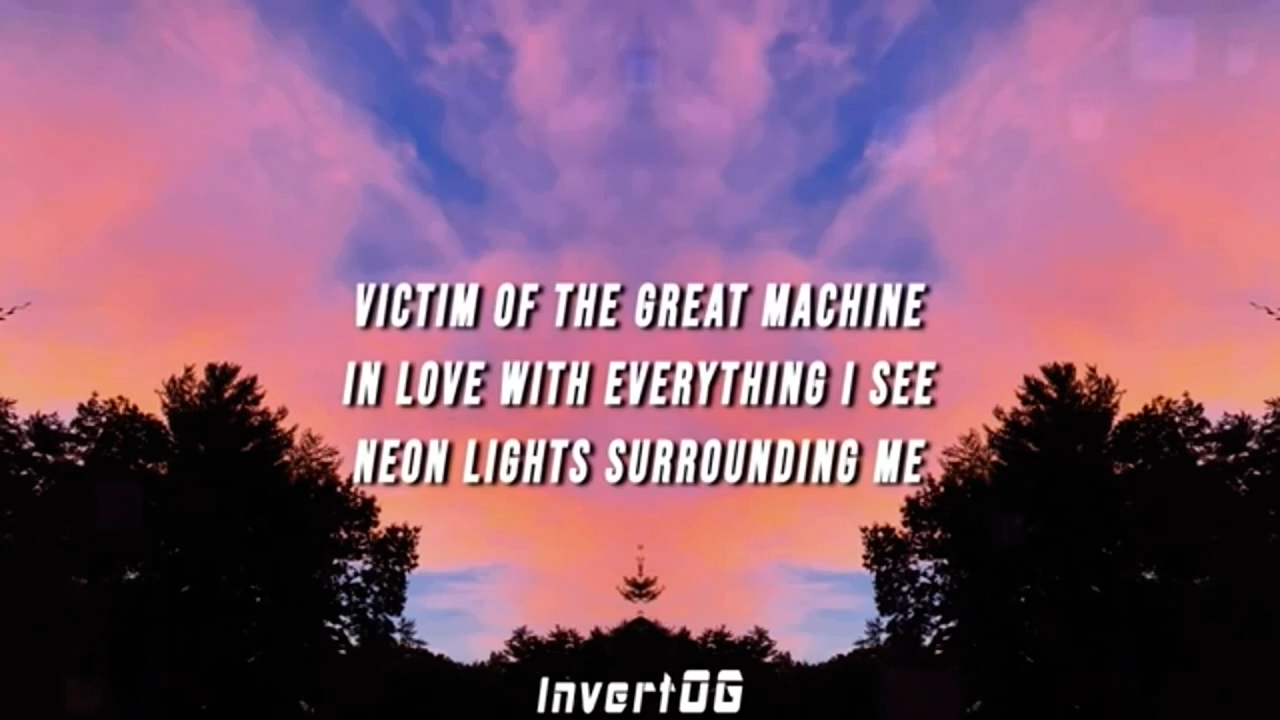 VICTIM OF THE GREAT MACHINE
IN LOVE WITH EVERYTHING I SEE
NEON LIGHTS SURROUNDING ME
InvertOG